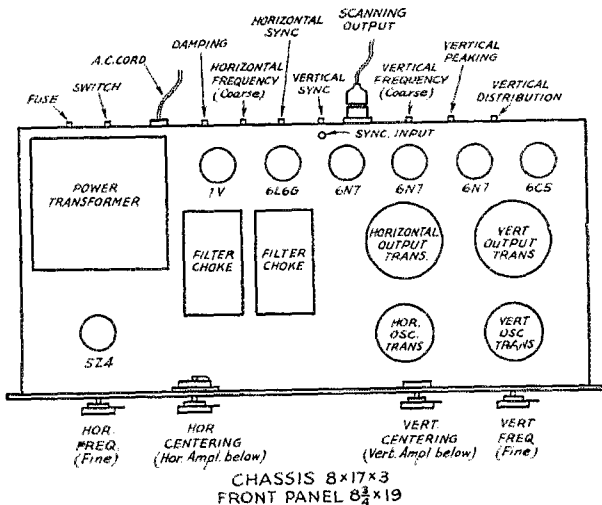 HORIZONTAL
SYNC
SCANNING
OUTPUT
A.C. CORD
DAMPING
VERTICAL
PEAKING
FUSE
SWITCH
HORIZONTAL
FREQUENCY
(Coarse)
VERTICAL
SYNC
VERTICAL
FREQUENCY
(Coarse)
VERTICAL
DISTRIBUTION
SYNC. INPUT
POWER
TRANSFORMER
1V
6L6G
6N7
6N7
6N7
6C5
FILTER
CHOKE
FILTER
CHOKE
HORIZONTAL
OUTPUT
TRANS.
VERT
OUTPUT
TRANS
5Z4
HOR.
OSC.
TRANS
VERT
OSC
TRANS
HOR.
FREQ.
(Fine)
HOR
CENTERING
(Hor. Ampl. below)
VERT.
CENTERING
(Vert. Ampl below)
VERT
FREQ
(Fine)
CHASSIS 8×17×3
FRONT PANEL 8¾×19